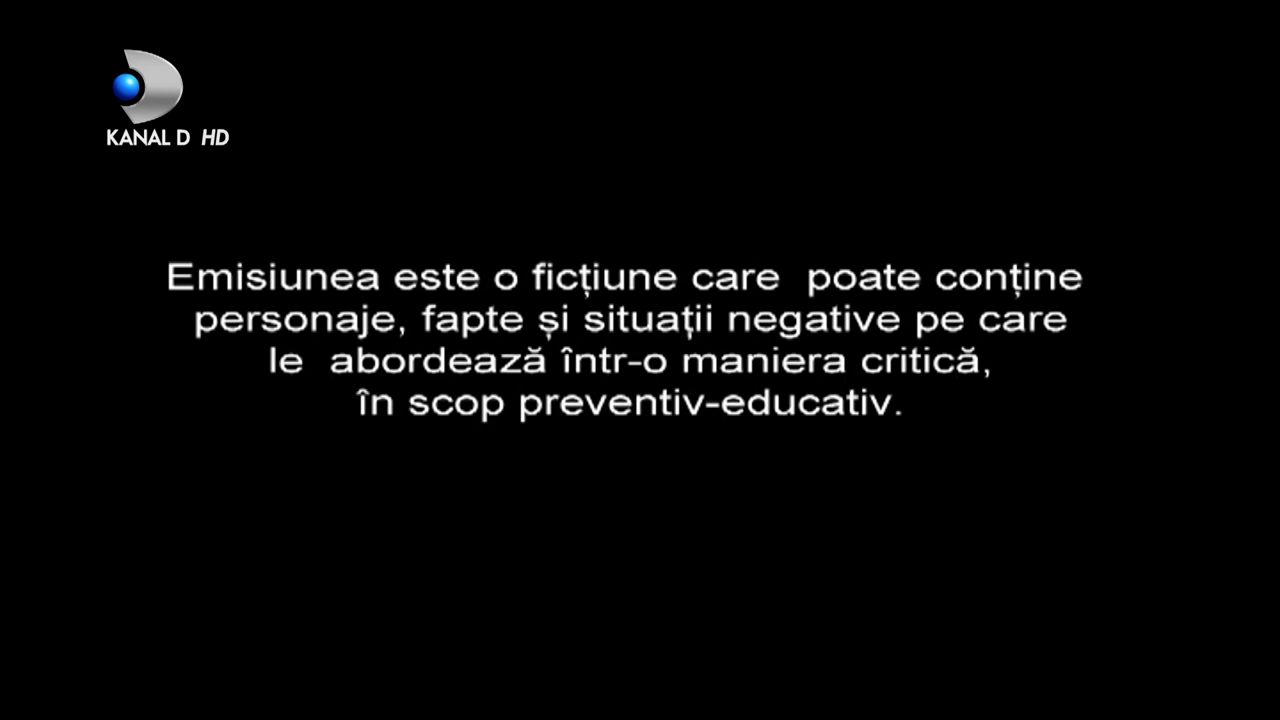 KANAL D HD
Emisiunea este o ficțiune care poate conține
personaje, fapte și situații negative pe care
le abordează într-o maniera critică,
în scop preventiv-educativ.